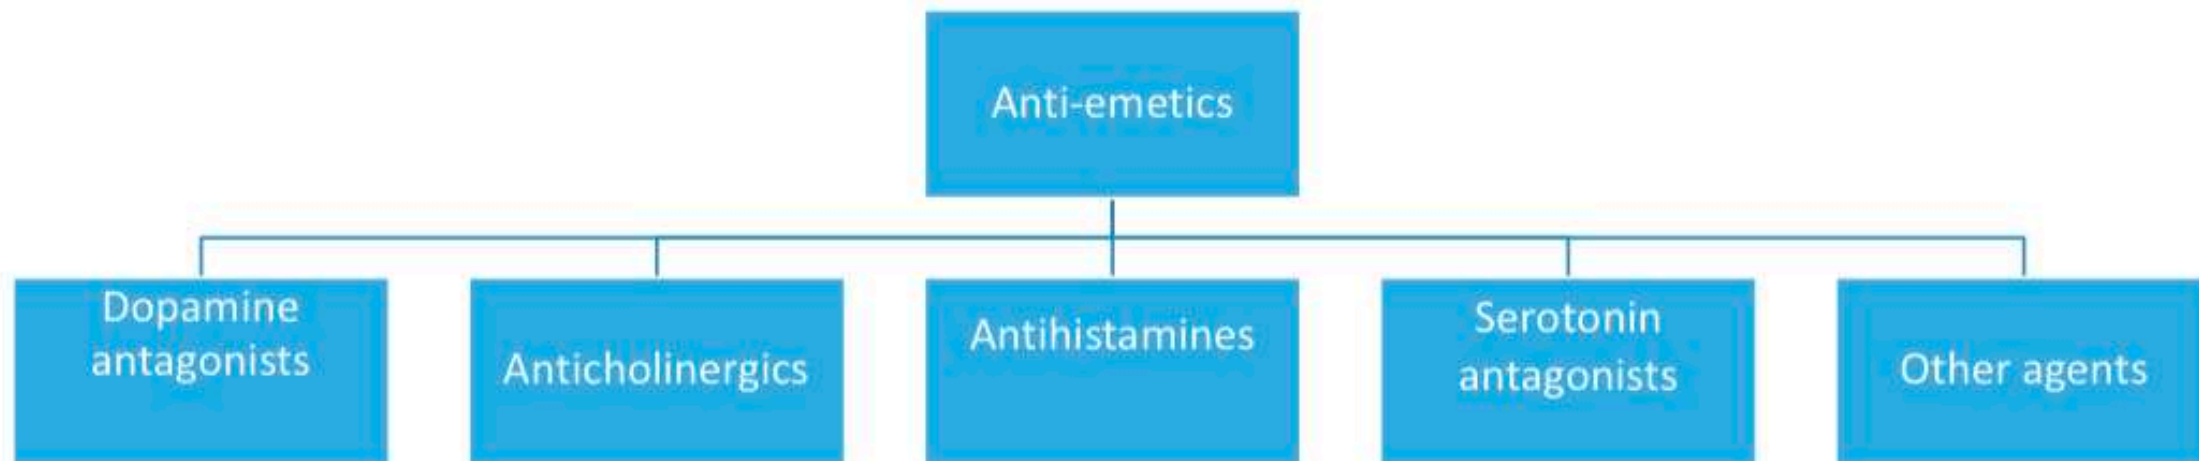 Anti-emetics
Dopamine
antagonists
Anticholinergics
Antihistamines
Serotonin
antagonists
Other agents